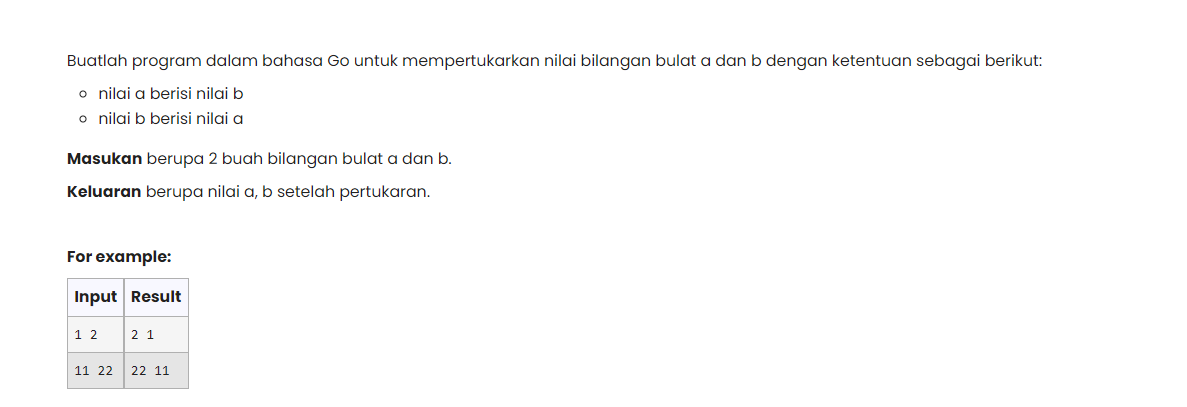 Buatlah program dalam bahasa Go untuk mempertukarkan nilai bilangan bulat a dan b dengan ketentuan sebagai berikut:
nilai a berisi nilai b
nilai b berisi nilai a
Masukan berupa 2 buah bilangan bulat a dan b.
Keluaran berupa nilai a, b setelah pertukaran.
For example:
Input Result
1 2 2 1
11 22 22 11